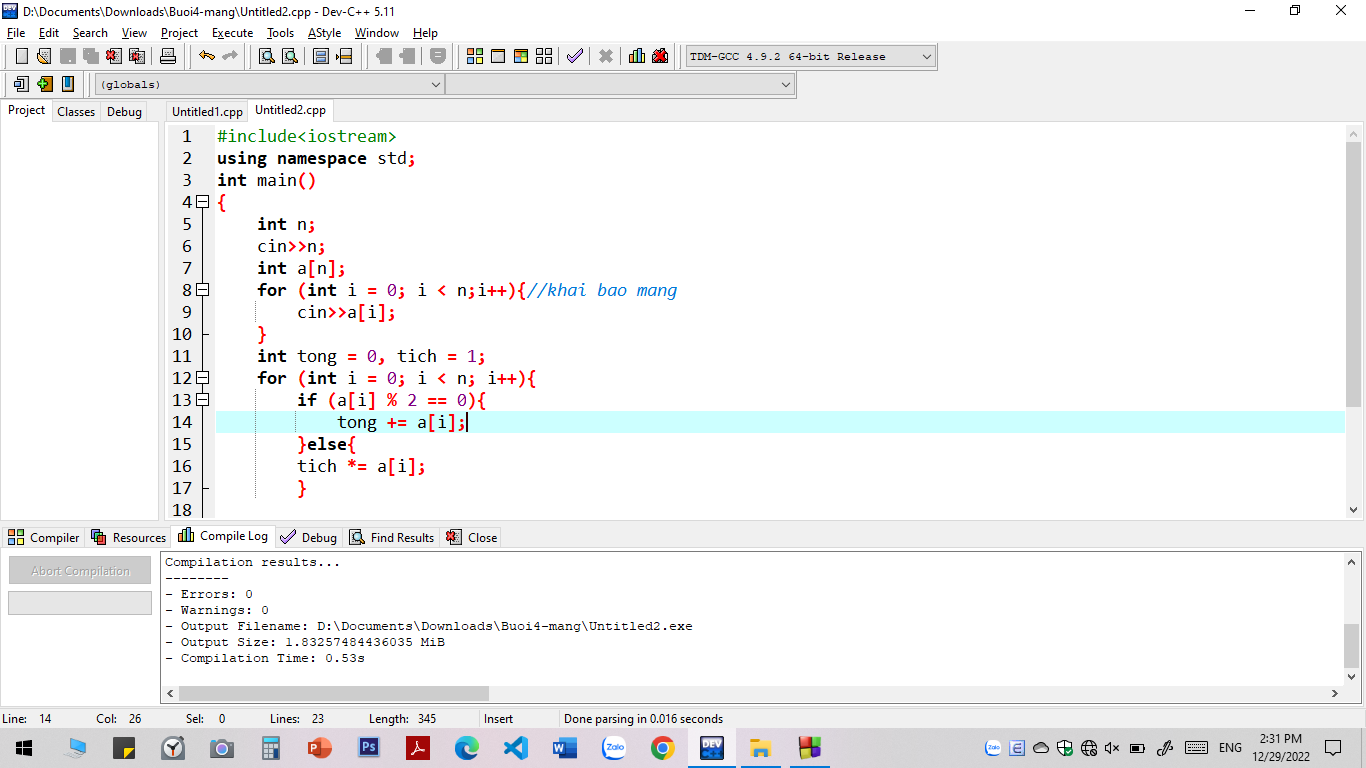 D:\Documents\Downloads\Buoi4-mang\Untitled2.cpp - Dev-C++ 5.11
File Edit Search View Project Execute Tools AStyle Window Help
TDM-GCC 4.9.2 64-bit Release
(globals)
Project Classes Debug Untitled1.cpp Untitled2.cpp
1 #include<iostream>
2 using namespace std;
3 int main()
4 {
5 int n;
6 cin>>n;
7 int a[n];
8 for (int i = 0; i < n;i++){//khai bao mang
9 cin>>a[i];
10 }
11 int tong = 0, tich = 1;
12 for (int i = 0; i < n; i++){
13 if (a[i] % 2 == 0){
14 tong += a[i];
15 }else{
16 tich *= a[i];
17 }
18
Compiler Resources Compile Log Debug Find Results Close
Abort Compilation
Compilation results...
--------
- Errors: 0
- Warnings: 0
- Output Filename: D:\Documents\Downloads\Buoi4-mang\Untitled2.exe
- Output Size: 1.83257484436035 MiB
- Compilation Time: 0.53s
Line: 14 Col: 26 Sel: 0 Lines: 23 Length: 345 Insert Done parsing in 0.016 seconds
ENG 2:31 PM
12/29/2022